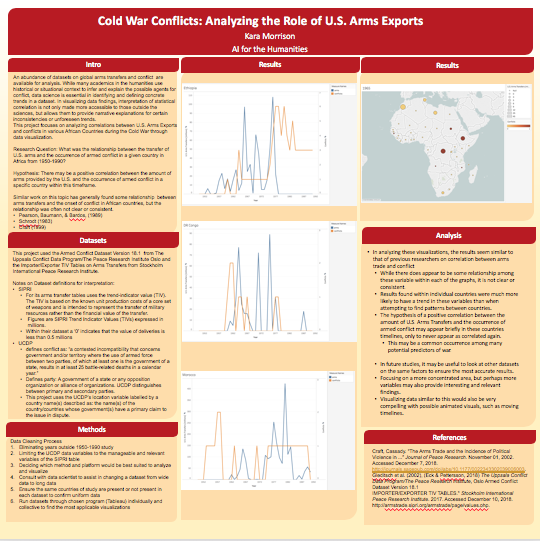 Cold War Conflicts: Analyzing the Role of U.S. Arms Exports
Kara Morrison
AI for the Humanities
Intro
An abundance of datasets on global arms transfers and conflict are
available for analysis. While many academics in the humanities use
historical or situational context to infer and explain the possible agents for
conflict, data science is essential in identifying and defining concrete
trends in a dataset. In visualizing data findings, interpretation of statistical
correlation is not only made more accessible to those outside the
sciences, but allows them to provide narrative explanations for certain
inconsistencies or unforeseen trends.
This project focuses on analyzing correlations between U.S. Arms Exports
and conflicts in various African Countries during the Cold War through
data visualization.
Research Question: What was the relationship between the transfer of
U.S. arms and the occurrence of armed conflict in a given country in
Africa from 1950-1990?
Hypothesis: There may be a positive correlation between the amount of
arms provided by the U.S. and the occurrence of armed conflict in a
specific country within this timeframe.
Similar work on this topic has generally found some relationship between
arms transfers and the onset of conflict in African countries, but the
relationship was often not clear or consistent.
• Pearson, Baumann, & Bardos, (1989)
• Schrodt (1983)
Datasets
This project used the Armed Conflict Dataset Version 18.1 from The
Uppsala Conflict Data Program/The Peace Research Institute Oslo and
the Importer/Exporter TIV Tables on Arms Transfers from Stockholm
International Peace Research Institute.
Notes on Dataset definitions for Interpretation:
• SIPRI
• For its arms transfer tables uses the trend-indicator value (TIV).
The TIV is based on the known unit production costs of a core set
of weapons and is intended to represent the transfer of military
resources rather than the financial value of the transfer.
• Figures are SIPRI Trend Indicator Values (TIVs) expressed in
millions.
• Within their dataset a '0' indicates that the value of deliveries is
less than 0.5 millions
• UCDP
• defines conflict as: "a contested incompatibility that concerns
government and/or territory where the use of armed force
between two parties, of which at least one is the government of a
state, results in at least 25 battle-related deaths in a calendar
year."
• Defines party: A government of a state or any opposition
organization or alliance of organizations. UCDP distinguishes
between primary and secondary parties.
• This project uses the UCDP's location variable labelled by a
country name(s) described as: the name(s) of the
country/countries whose government(s) have a primary claim to
the issue in dispute.
Methods
Data Cleaning Process
1. Eliminating years outside 1950-1990 study
2. Limiting the UCDP data variables to the manageable and relevant
variables of the SIPRI table
3. Deciding which method and platform would be best suited to analyze
and visualize
4. Consult with data scientist to assist in changing a dataset from wide
data to long data
5. Ensure the same countries of study are present or not present in
each dataset to confirm uniform data
6. Run datasets through chosen program (Tableau) individually and
collective to find the most applicable visualizations
Results
Ethiopia
Results
Analysis
• In analyzing these visualizations, the results were similar to
that of previous researchers on correlation between arms
trade and conflict
• While there does appear to be some relationship among
these variable within each of the graphs, it is not clear or
consistent
• Results found within individual countries were much more
likely to have a trend in these variables than when
attempting to find patterns between countries.
• The hypothesis of a positive correlation between the
amount of U.S. Arms Transfers and the occurrence of
armed conflict may appear briefly in these countries
timelines, only to never appear as correlated again.
• This may be a common occurrence among many
potential predictors of war
• In future studies, it may be useful to look at other datasets
on the same factors to ensure the most accurate results.
• Focusing on a more concentrated area, but perhaps more
variables may also provide interesting and relevant
findings.
• Visualizing data similar to this would also be very
compelling with possible animated visuals, such as moving
timelines.
References
Craft, Cassady. "The Arms Trade and the Incidence of Political
Violence in ..." Journal of Peace Research. November 01, 2002.
Accessed December 7, 2018.
Gleditsch et al. (2002), (Eck & Pettersson, 2018) The Uppsala Conflict
Data Program/The Peace Research Institute, Oslo Armed Conflict
Dataset Version 18.1
IMPORTER/EXPORTER TIV TABLES." Stockholm International
Peace Research Institute. 2017. Accessed December 10, 2018.
http://armstrade.sipri.org/armstrade/page/values.php.